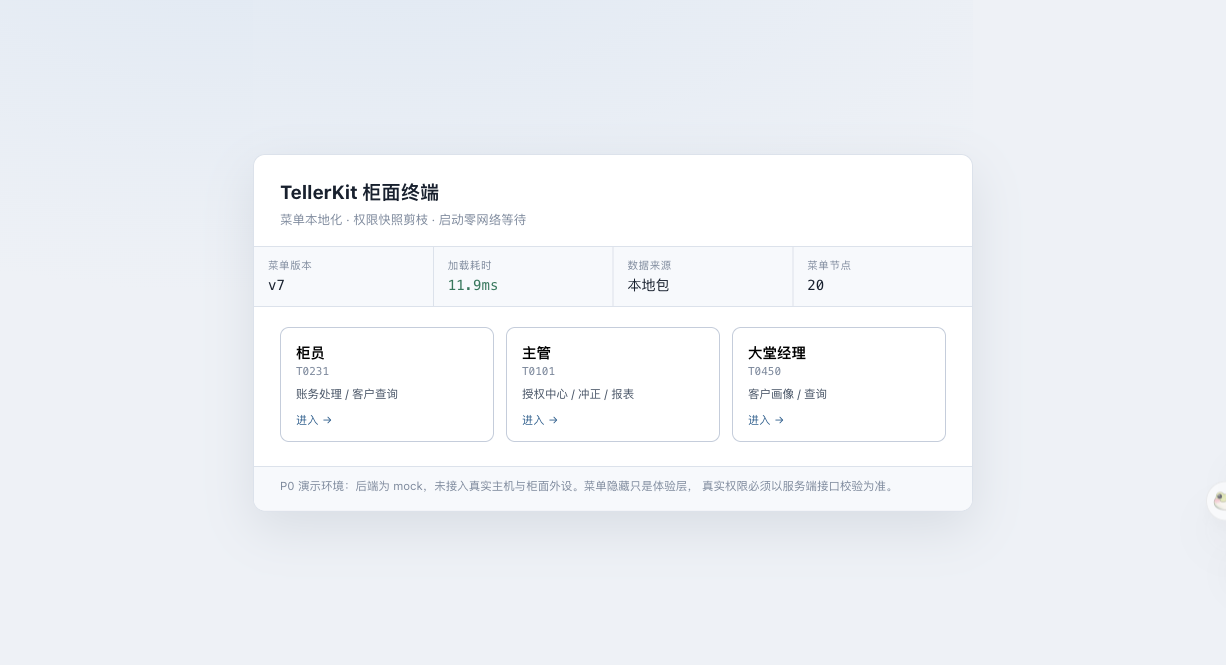 TellerKit 柜面终端
菜单本地化 · 权限快照剪枝 · 启动零网络等待
菜单版本
v7
加载耗时
11.9ms
数据来源
本地包
菜单节点
20
柜员
T0231
账务处理 / 客户查询
进入 →
主管
T0101
授权中心 / 冲正 / 报表
进入 →
大堂经理
T0450
客户画像 / 查询
进入 →
P0 演示环境：后端为 mock，未接入真实主机与柜面外设。菜单隐藏只是体验层， 真实权限必须以服务端接口校验为准。